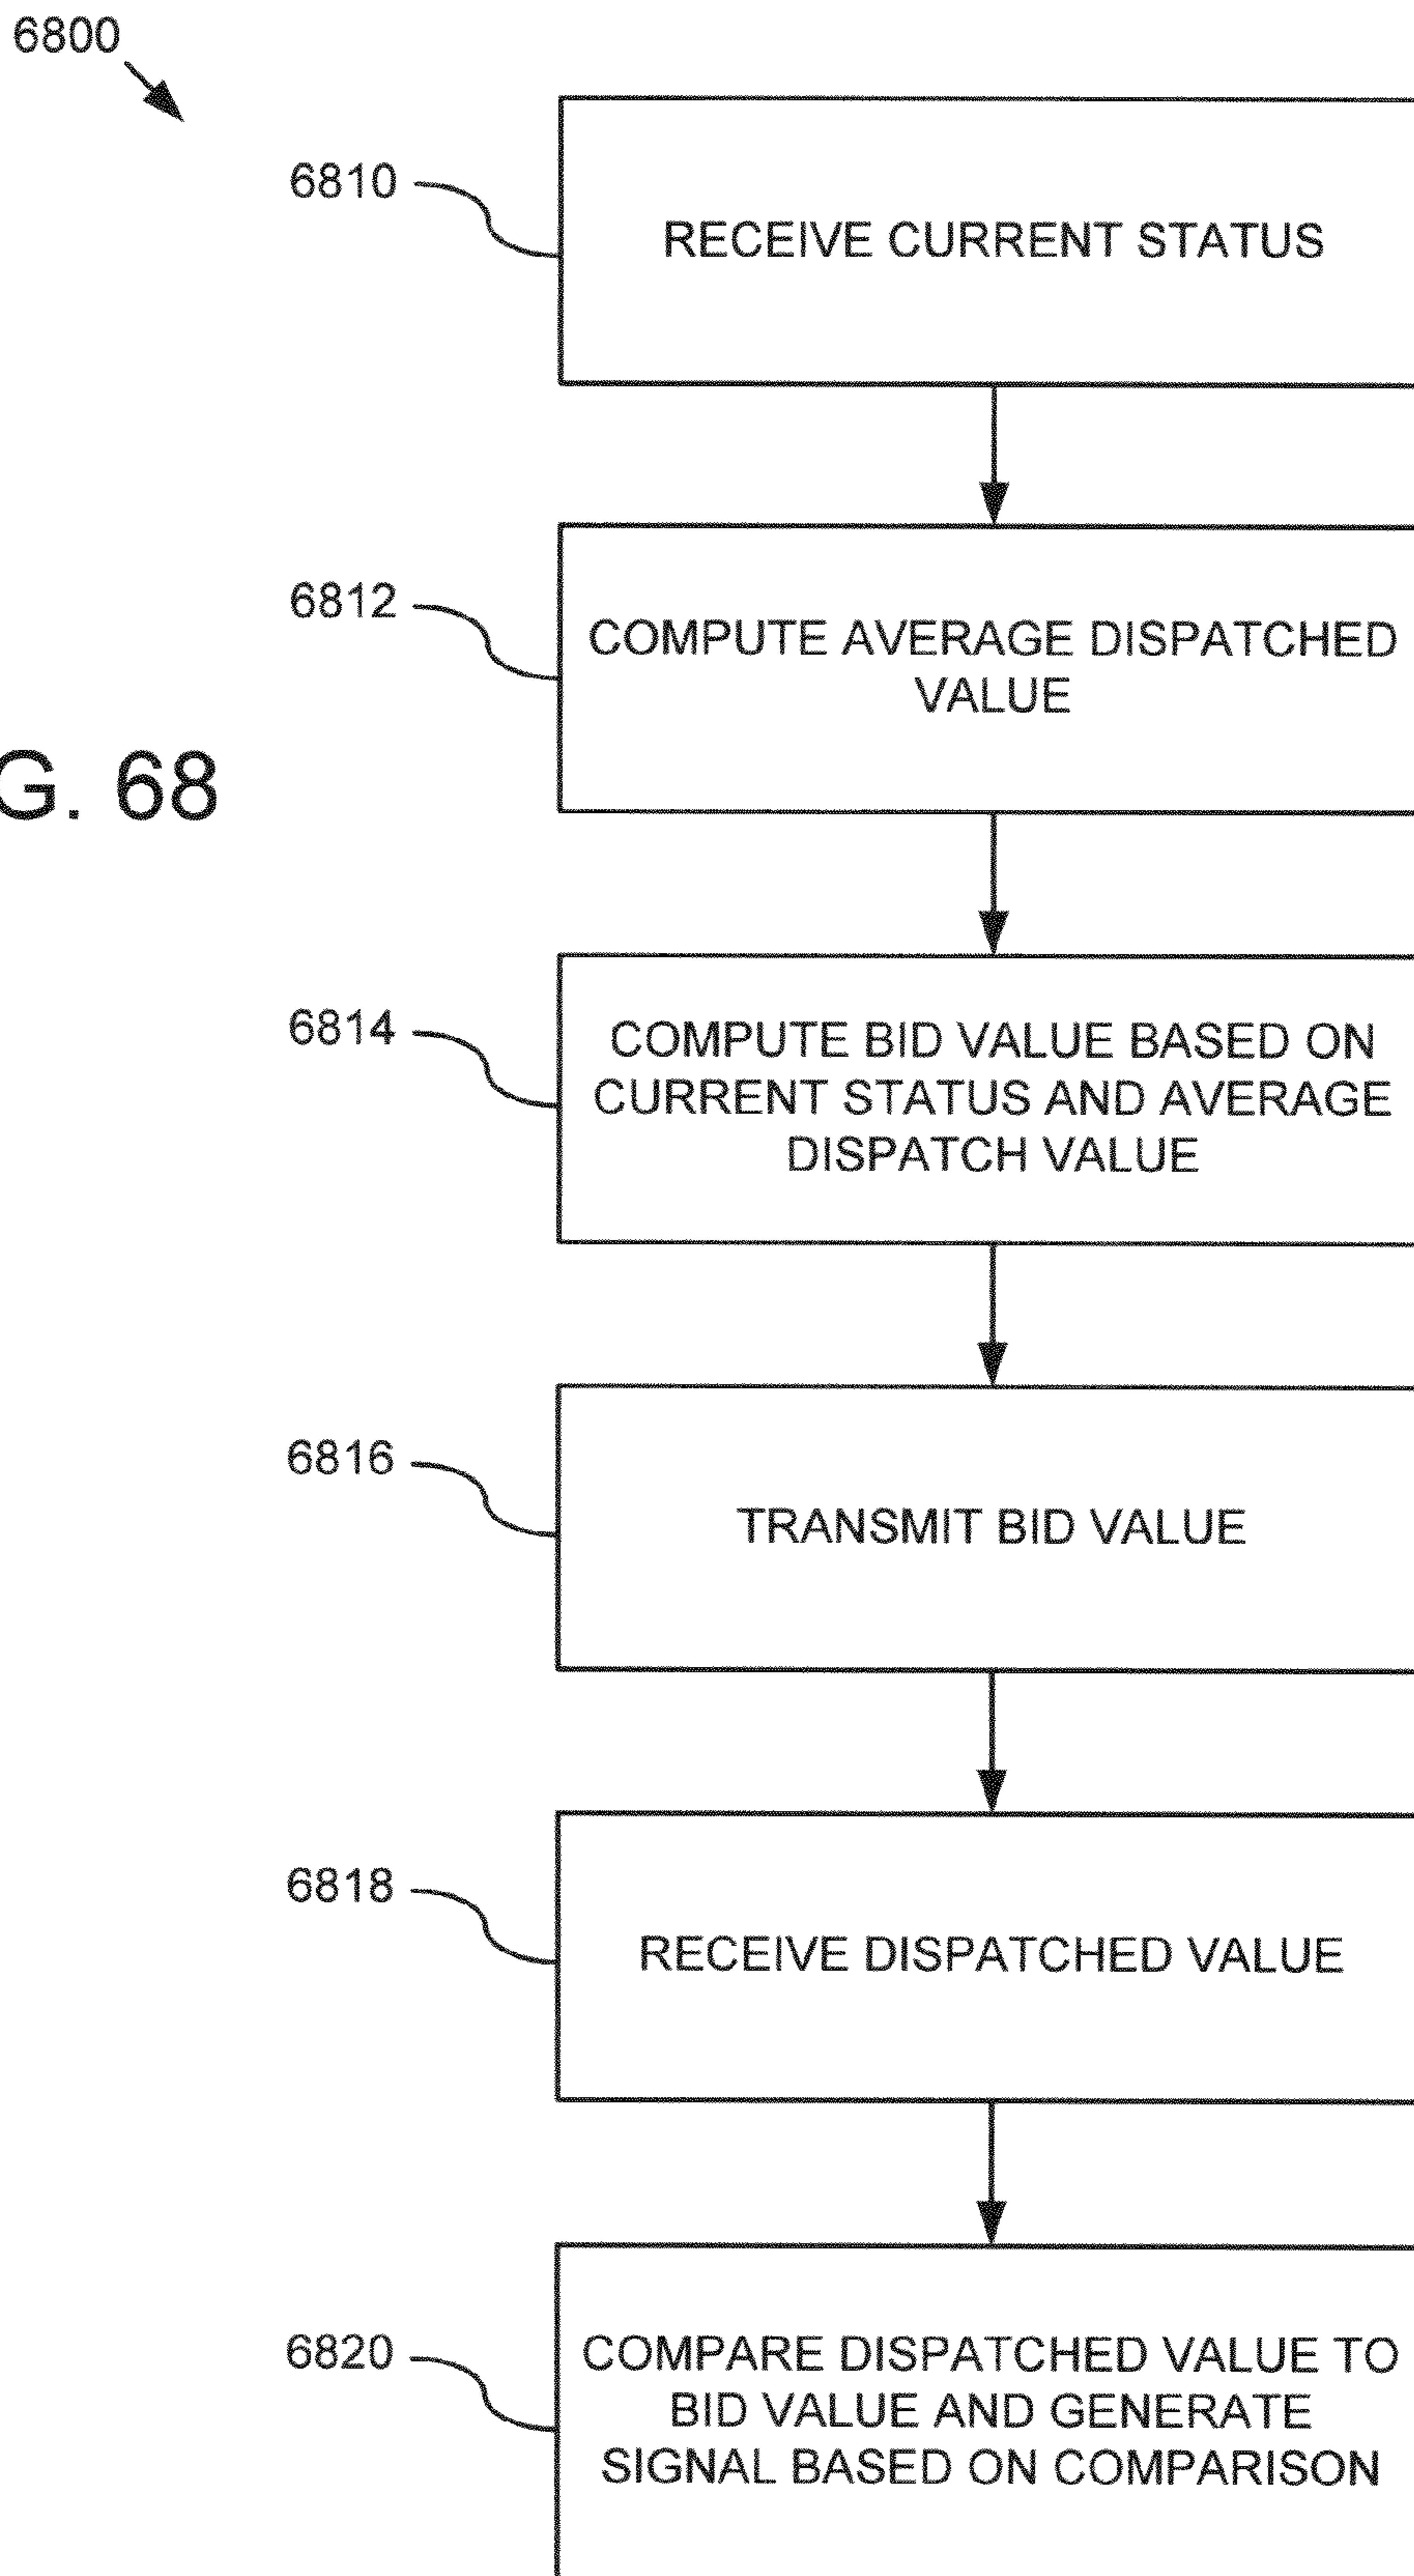 6800
6810
RECEIVE CURRENT STATUS
6812
COMPUTE AVERAGE DISPATCHED
VALUE
G. 68
6814
COMPUTE BID VALUE BASED ON
CURRENT STATUS AND AVERAGE
DISPATCH VALUE
6816
TRANSMIT BID VALUE
6818
RECEIVE DISPATCHED VALUE
6820
COMPARE DISPATCHED VALUE TO
BID VALUE AND GENERATE
SIGNAL BASED ON COMPARISON